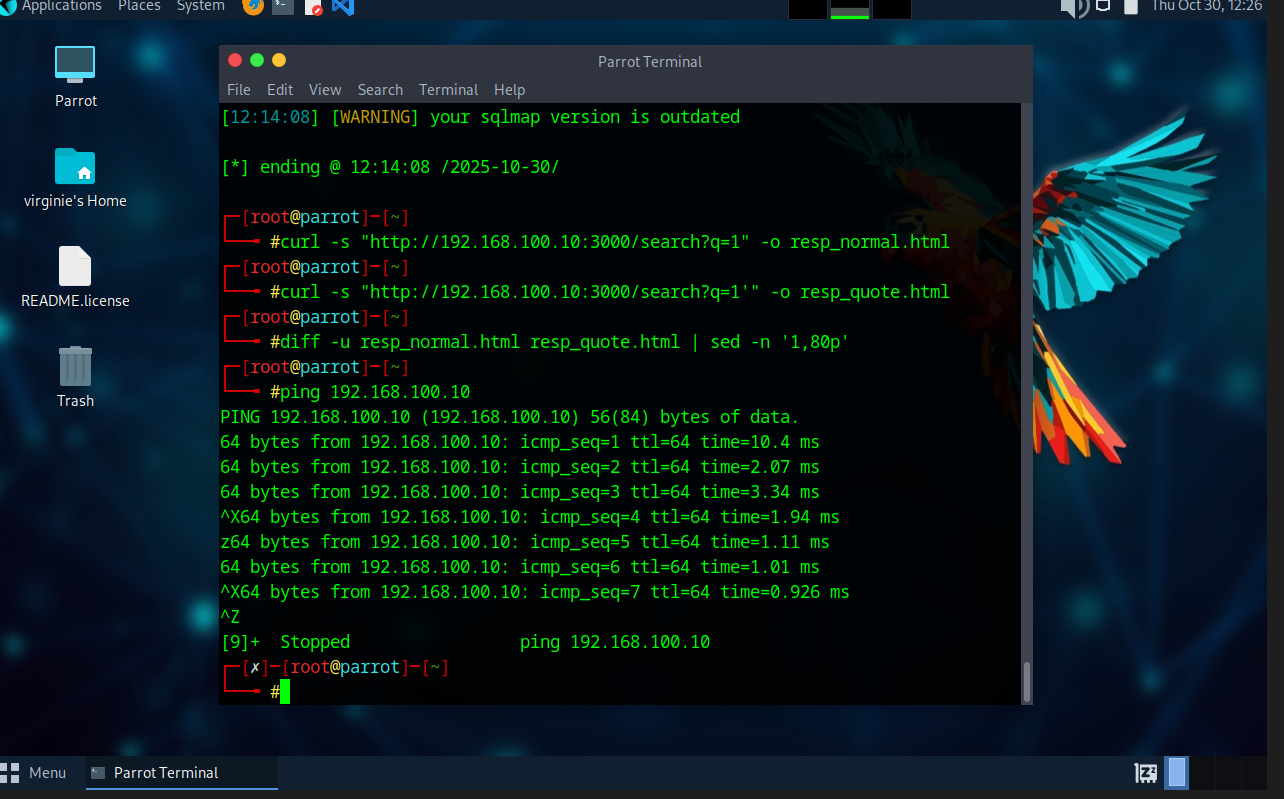 Applications Places System
Thu Oct 30, 12:26
Parrot
virginie's Home
README.license
Trash
Parrot Terminal
File Edit View Search Terminal Help
[12:14:08] [WARNING] your sqlmap version is outdated
[*] ending @ 12:14:08 /2025-10-30/
┌─[root@parrot]─[~]
└──╼ #curl -s "http://192.168.100.10:3000/search?q=1" -o resp_normal.html
┌─[root@parrot]─[~]
└──╼ #curl -s "http://192.168.100.10:3000/search?q=1'" -o resp_quote.html
┌─[root@parrot]─[~]
└──╼ #diff -u resp_normal.html resp_quote.html | sed -n '1,80p'
┌─[root@parrot]─[~]
└──╼ #ping 192.168.100.10
PING 192.168.100.10 (192.168.100.10) 56(84) bytes of data.
64 bytes from 192.168.100.10: icmp_seq=1 ttl=64 time=10.4 ms
64 bytes from 192.168.100.10: icmp_seq=2 ttl=64 time=2.07 ms
64 bytes from 192.168.100.10: icmp_seq=3 ttl=64 time=3.34 ms
^X64 bytes from 192.168.100.10: icmp_seq=4 ttl=64 time=1.94 ms
z64 bytes from 192.168.100.10: icmp_seq=5 ttl=64 time=1.11 ms
64 bytes from 192.168.100.10: icmp_seq=6 ttl=64 time=1.01 ms
^X64 bytes from 192.168.100.10: icmp_seq=7 ttl=64 time=0.926 ms
^Z
[9]+  Stopped                 ping 192.168.100.10
┌─[✗]─[root@parrot]─[~]
└──╼ #
Menu
Parrot Terminal